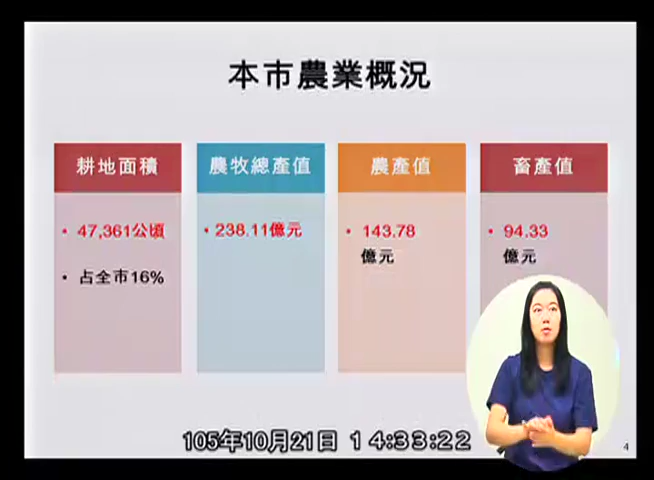 本市農業概況
耕地面積
• 47,361公頃
• 占全市16%
農牧總產值
• 238.11億元
農產值
• 143.78
億元
畜產值
• 94.33
億元
105年10月21日 14:33:22
4